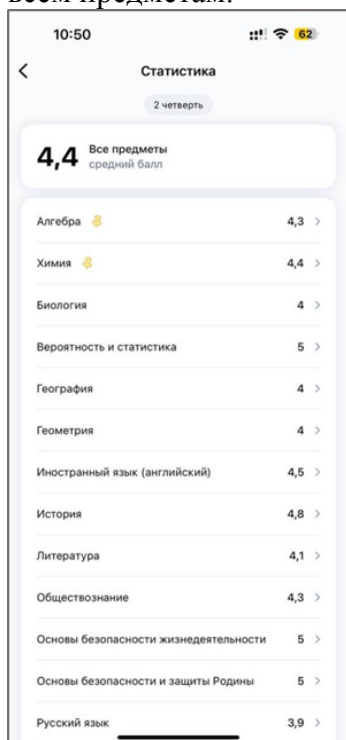 всем предметам.
10:50
62
Статистика
2 четверть
4,4 Все предметы
средний балл
Алгебра 4,3
Химия 4,4
Биология 4
Вероятность и статистика 5
География 4
Геометрия 4
Иностранный язык (английский) 4,5
История 4,8
Литература 4,1
Обществознание 4,3
Основы безопасности жизнедеятельности 5
Основы безопасности и защиты Родины 5
Русский язык 3,9